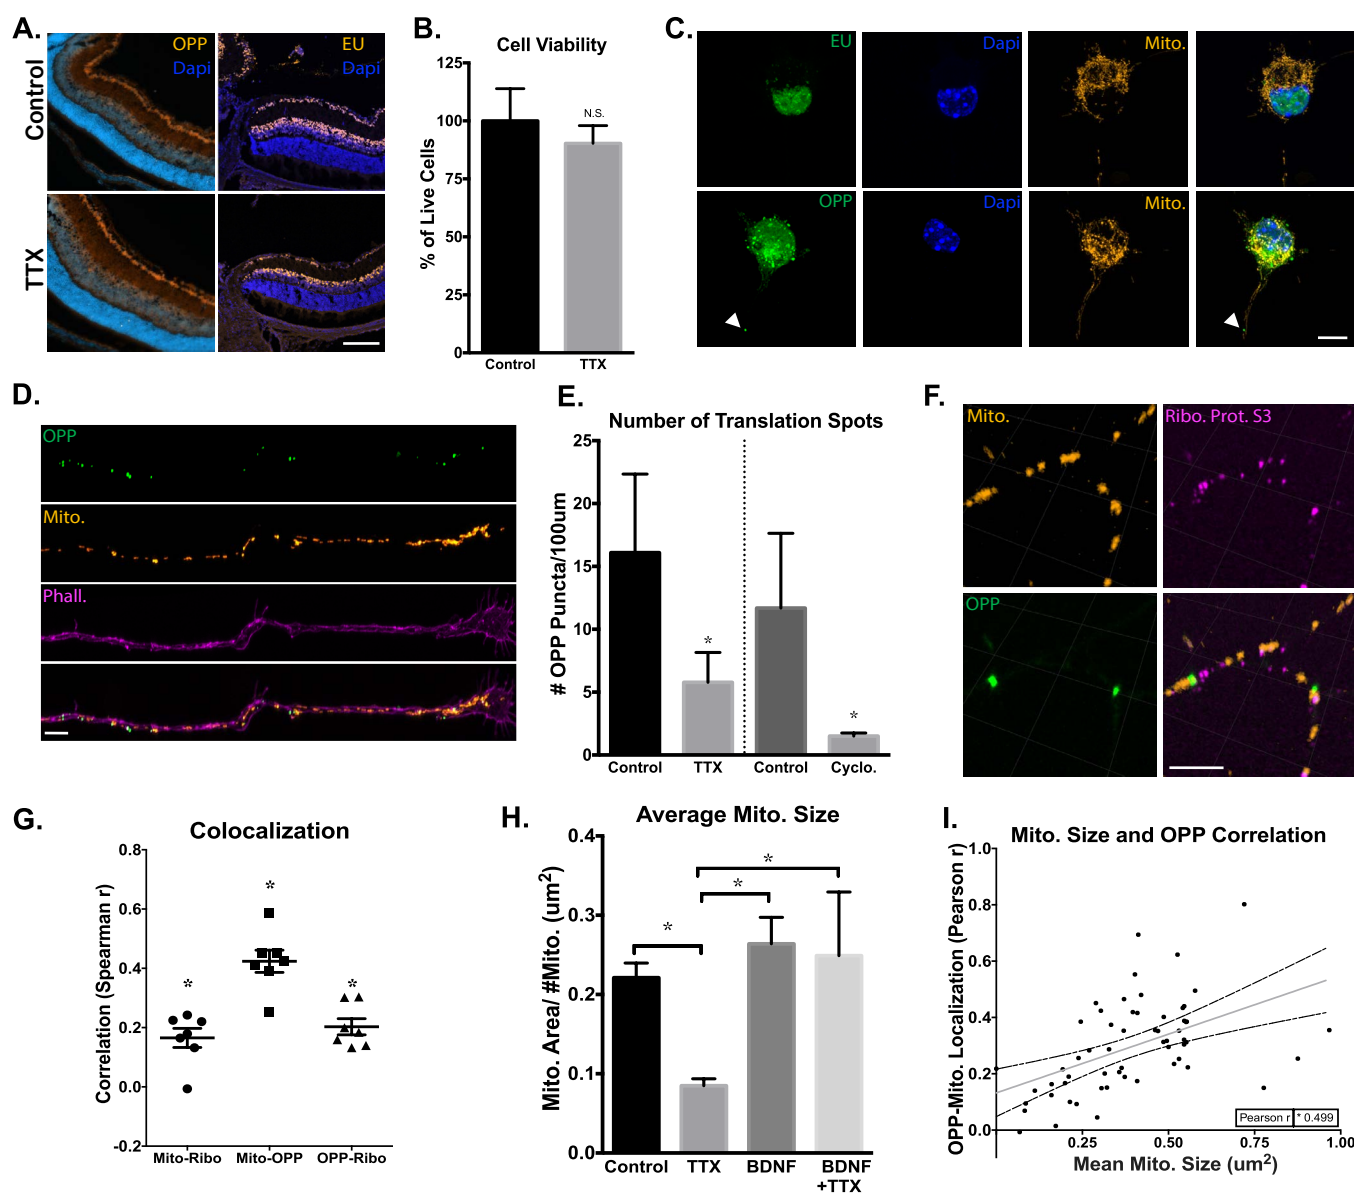 A.
OPP
Dapi
EU
Dapi
Control
TTX
B.
Cell Viability
% of Live Cells
125
100
75
50
25
0
N.S.
Control
TTX
C.
EU
Dapi
Mito.
OPP
Dapi
Mito.
D.
OPP
Mito.
Phall.
E.
Number of Translation Spots
# OPP Puncta/100um
25
20
15
10
5
0
*
*
Control
TTX
Control
Cyclo.
F.
Mito.
Ribo. Prot. S3
OPP
G.
Colocalization
Correlation (Spearman r)
0.8
0.6
0.4
0.2
0.0
-0.2
*
*
*
Mito-Ribo
Mito-OPP
OPP-Ribo
H.
Average Mito. Size
Mito. Area/ #Mito. (um²)
0.4
0.3
0.2
0.1
0.0
*
*
*
Control
TTX
BDNF
BDNF
+TTX
I.
Mito. Size and OPP Correlation
OPP-Mito. Localization (Pearson r)
1.0
0.8
0.6
0.4
0.2
0.0
Pearson r * 0.499
0.25
0.50
0.75
1.00
Mean Mito. Size (um²)